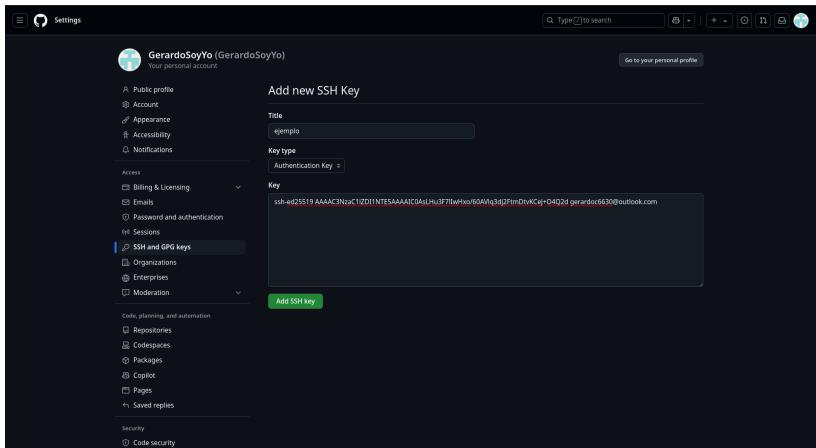 Settings
Type / to search
GerardoSoyYo (GerardoSoyYo)
Your personal account
Go to your personal profile
Public profile
Account
Appearance
Accessibility
Notifications
Access
Billing & Licensing
Emails
Password and authentication
Sessions
SSH and GPG keys
Organizations
Enterprises
Moderation
Code, planning, and automation
Repositories
Codespaces
Packages
Copilot
Pages
Saved replies
Security
Code security
Add new SSH Key
Title
ejemplo
Key type
Authentication Key
Key
ssh-ed25519 gerardoc6630@outlook.com
Add SSH key